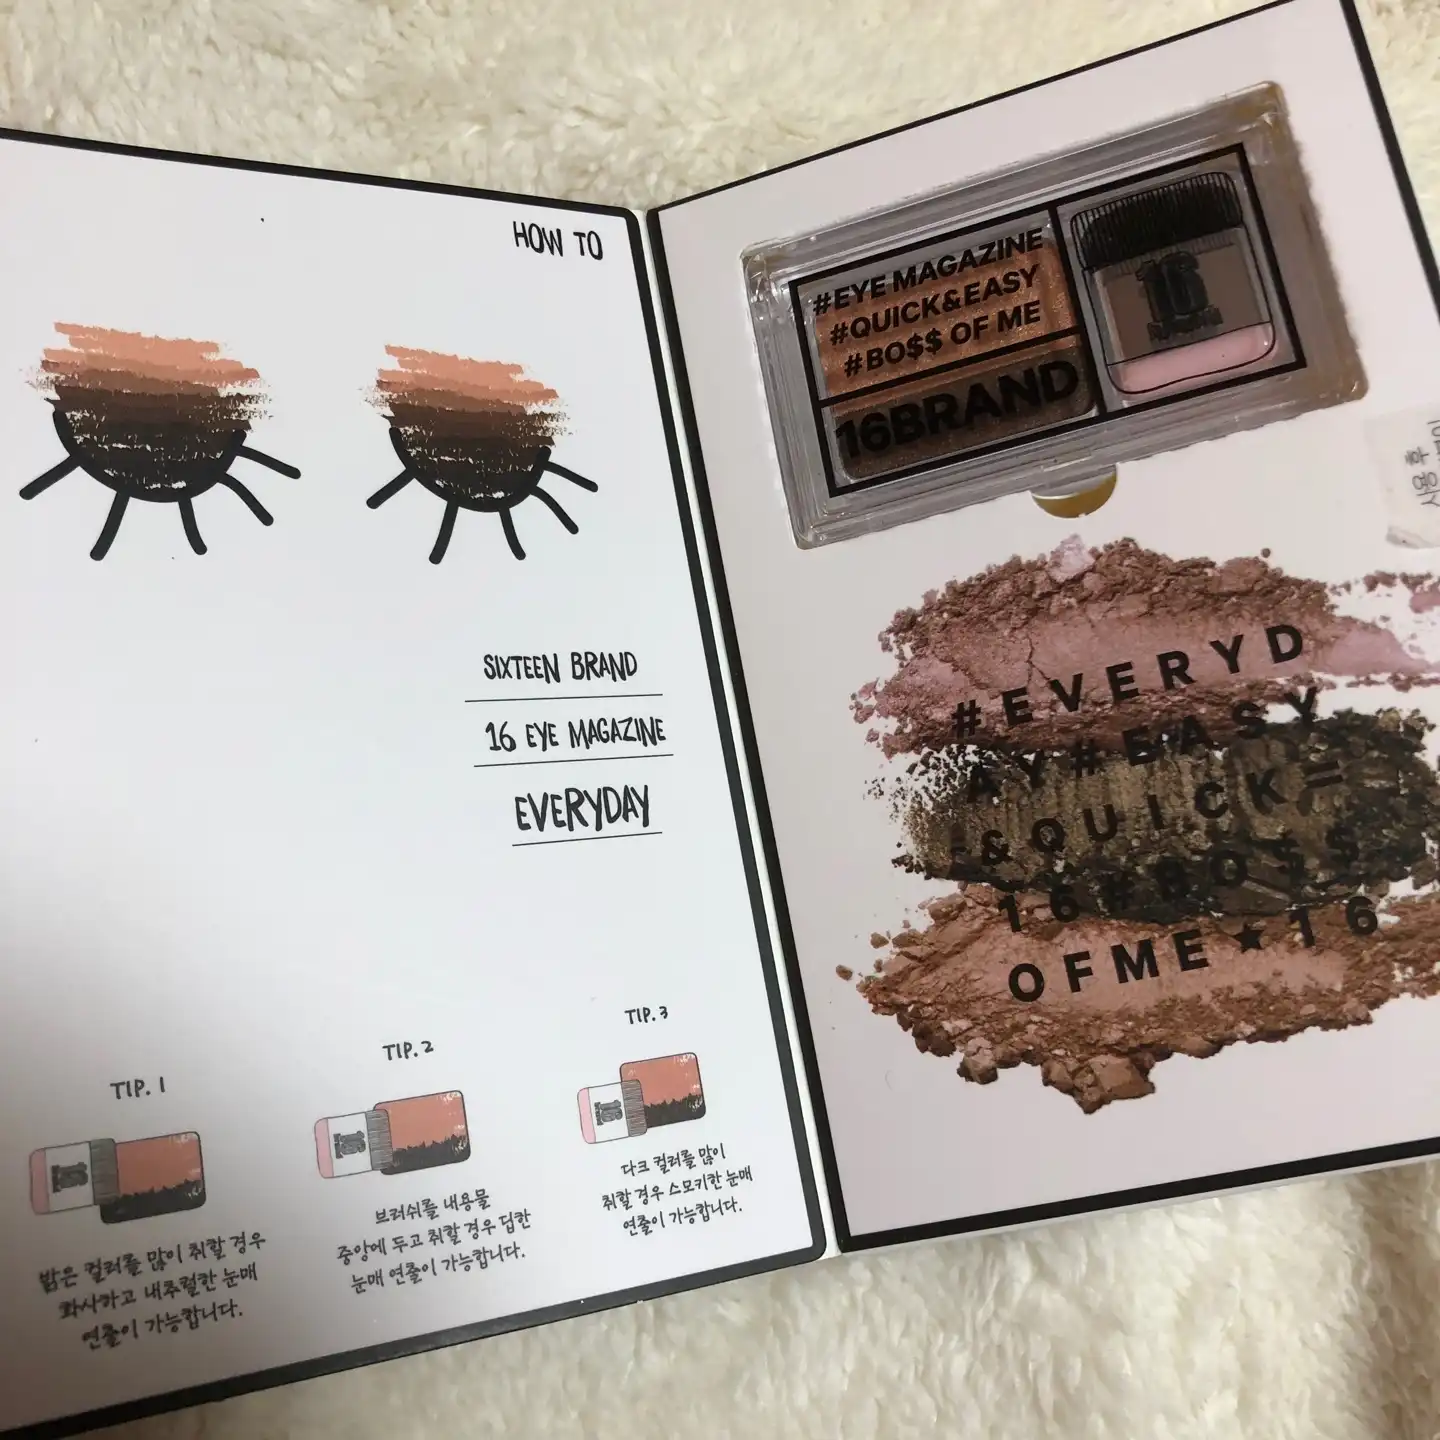 HOW TO
SIXTEEN BRAND
16 EYE MAGAZINE
EVERYDAY
TIP. 1
16
밝은 컬러를 많이 취할 경우
화사하고 내추럴한 눈매
연출이 가능합니다.
TIP. 2
16
브러쉬를 내용물
중앙에 두고 취할 경우 딥한
눈매 연출이 가능합니다.
TIP. 3
16
다크 컬러를 많이
취할 경우 스모키한 눈매
연출이 가능합니다.
#EYE MAGAZINE
#QUICK&EASY
#BO$$ OF ME
16BRAND
16
#EVERYD
AY#EASY
&QUICK=
16#BO$$
OFME★16